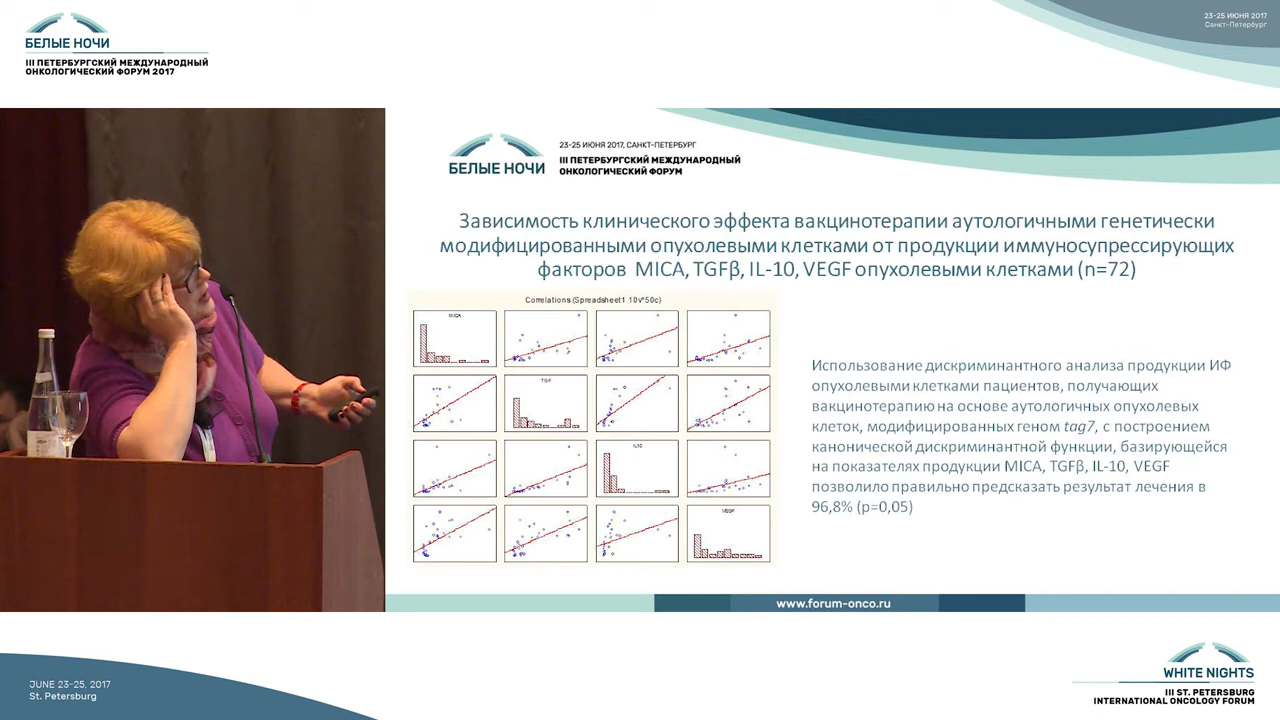 БЕЛЫЕ НОЧИ
III ПЕТЕРБУРГСКИЙ МЕЖДУНАРОДНЫЙ
ОНКОЛОГИЧЕСКИЙ ФОРУМ 2017
23-25 ИЮНЯ 2017
Санкт-Петербург
БЕЛЫЕ НОЧИ
23-25 ИЮНЯ 2017, САНКТ-ПЕТЕРБУРГ
III ПЕТЕРБУРГСКИЙ МЕЖДУНАРОДНЫЙ
ОНКОЛОГИЧЕСКИЙ ФОРУМ
Зависимость клинического эффекта вакцинотерапии аутологичными генетически
модифицированными опухолевыми клетками от продукции иммуносупрессирующих
факторов MICA, TGFβ, IL-10, VEGF опухолевыми клетками (n=72)
Correlations (Spreadsheet1 10v*50c)
MICA
TGF
IL10
VEGF
Использование дискриминантного анализа продукции ИФ
опухолевыми клетками пациентов, получающих
вакцинотерапию на основе аутологичных опухолевых
клеток, модифицированных геном tag7, с построением
канонической дискриминантной функции, базирующейся
на показателях продукции MICA, TGFβ, IL-10, VEGF
позволило правильно предсказать результат лечения в
96,8% (p=0,05)
www.forum-onco.ru
JUNE 23-25, 2017
St. Petersburg
WHITE NIGHTS
III ST. PETERSBURG
INTERNATIONAL ONCOLOGY FORUM